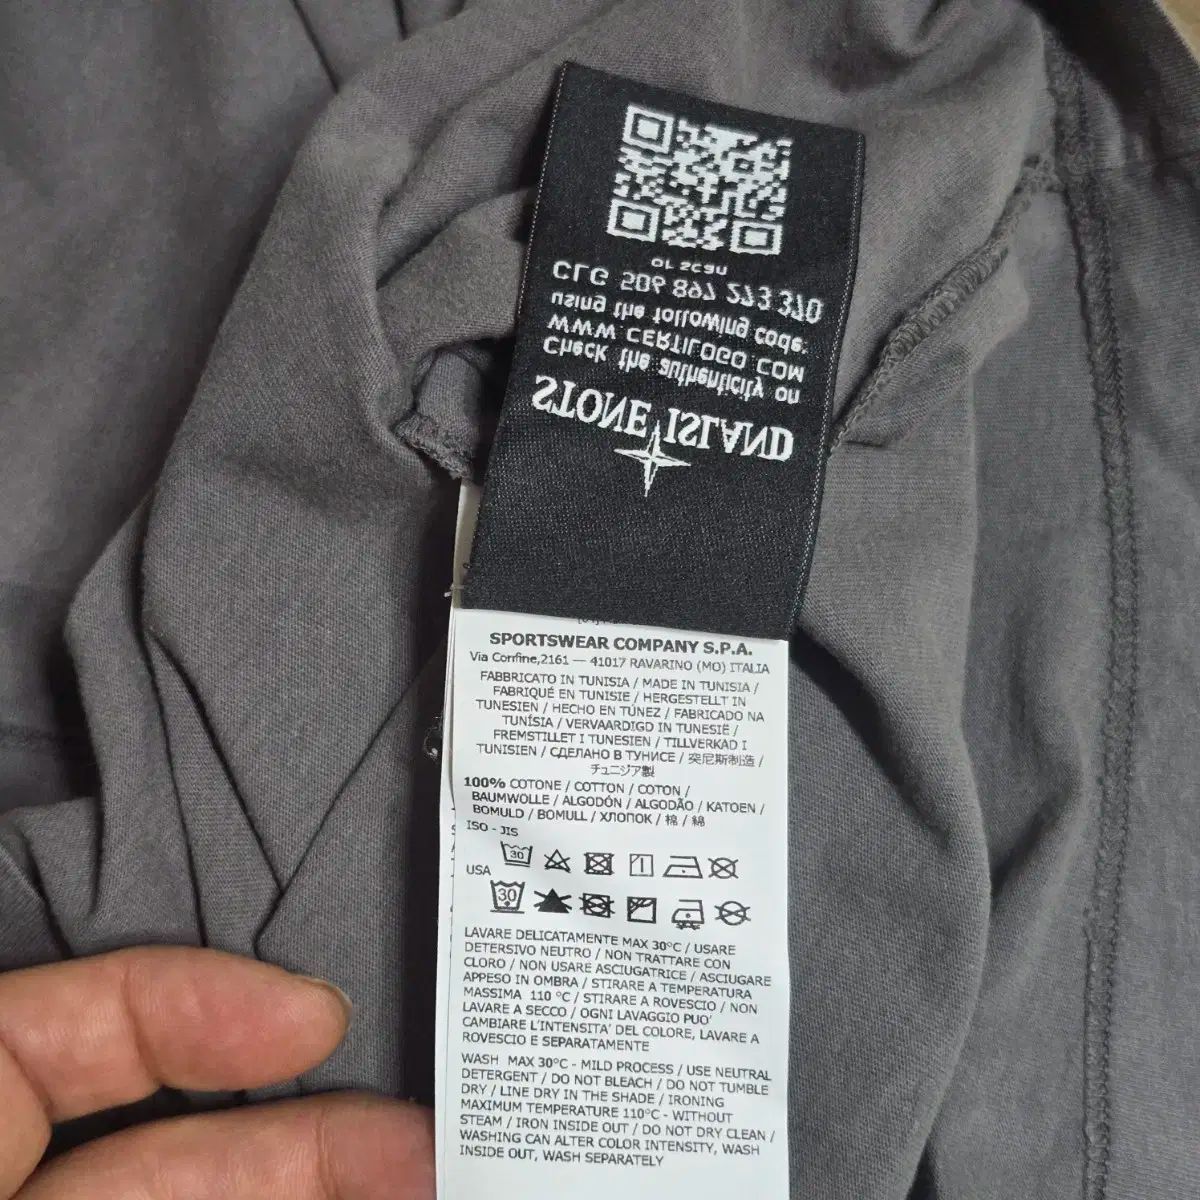 STONE ISLAND
Check the authenticity on
WWW.CERTILOGO.COM
using the following code:
CLG 504 897 273 370
or scan
SPORTSWEAR COMPANY S.P.A.
Via Confine,2161 — 41017 RAVARINO (MO) ITALIA
FABBRICATO IN TUNISIA / MADE IN TUNISIA /
FABRIQUÉ EN TUNISIE / HERGESTELLT IN
TUNESIEN / HECHO EN TÚNEZ / FABRICADO NA
TUNÍSIA / VERVAARDIGD IN TUNESIË /
FREMSTILLET I TUNESIEN / TILLVERKAD I
TUNISIEN / СДЕЛАНО В ТУНИСЕ / 突尼斯制造 /
チュニジア製
100% COTONE / COTTON / COTON /
BAUMWOLLE / ALGODÓN / ALGODÃO / KATOEN /
BOMULD / BOMULL / ХЛОПОК / 棉 / 綿
ISO - JIS
30
USA
30
LAVARE DELICATAMENTE MAX 30°C / USARE
DETERSIVO NEUTRO / NON TRATTARE CON
CLORO / NON USARE ASCIUGATRICE / ASCIUGARE
APPESO IN OMBRA / STIRARE A TEMPERATURA
MASSIMA 110 °C / STIRARE A ROVESCIO / NON
LAVARE A SECCO / OGNI LAVAGGIO PUO'
CAMBIARE L'INTENSITA' DEL COLORE, LAVARE A
ROVESCIO E SEPARATAMENTE
WASH MAX 30°C - MILD PROCESS / USE NEUTRAL
DETERGENT / DO NOT BLEACH / DO NOT TUMBLE
DRY / LINE DRY IN THE SHADE / IRONING
MAXIMUM TEMPERATURE 110°C - WITHOUT
STEAM / IRON INSIDE OUT / DO NOT DRY CLEAN /
WASHING CAN ALTER COLOR INTENSITY, WASH
INSIDE OUT, WASH SEPARATELY